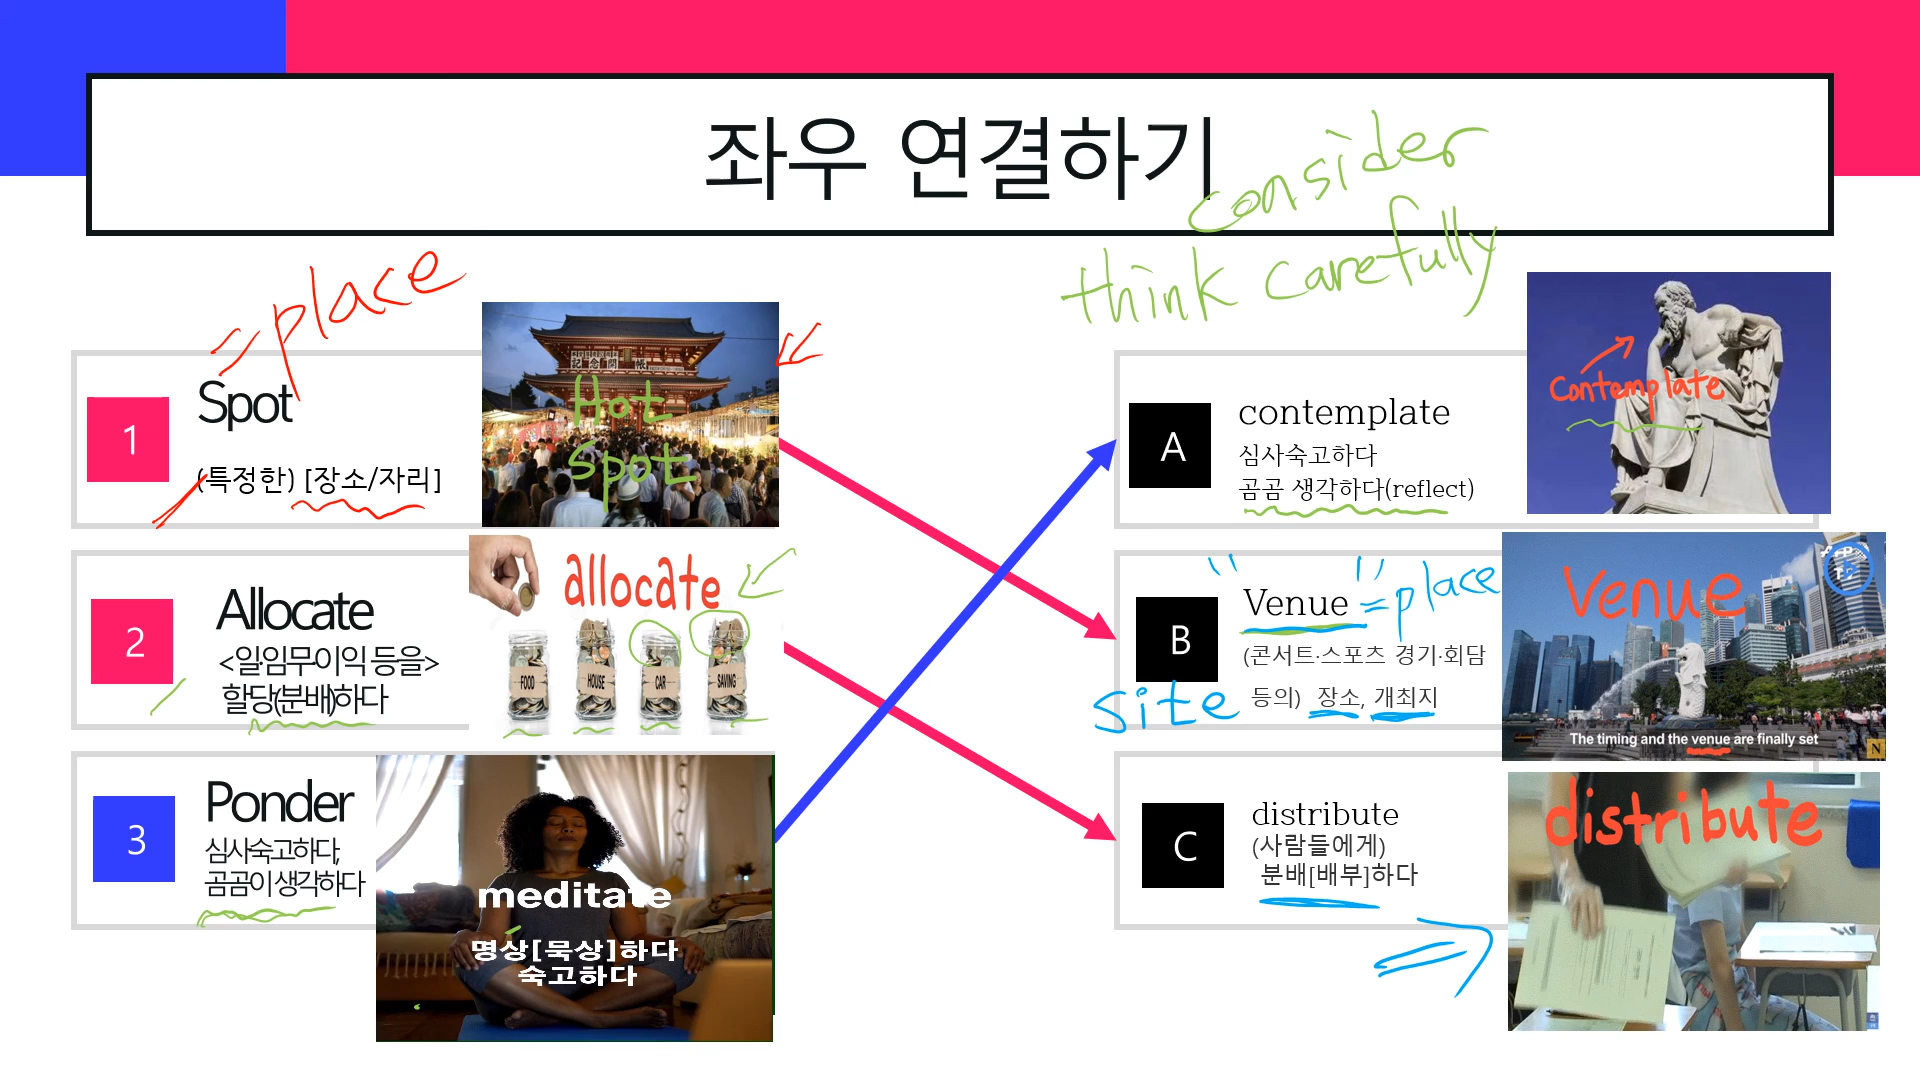 좌우 연결하기
consider
think carefully
= place
1
Spot
(특정한) [장소/자리]
Hot
spot
2
Allocate
<일·임무·이익 등을>
할당(분배)하다
allocate
FOOD
HOUSE
CAR
SAVING
3
Ponder
심사숙고하다,
곰곰이 생각하다
meditate
명상[묵상]하다
숙고하다
A
contemplate
심사숙고하다
곰곰 생각하다(reflect)
Contemplate
B
" Venue " = place
(콘서트·스포츠 경기·회담
등의) 장소, 개최지
site
Venue
The timing and the venue are finally set
N
C
distribute
(사람들에게)
분배[배부]하다
distribute